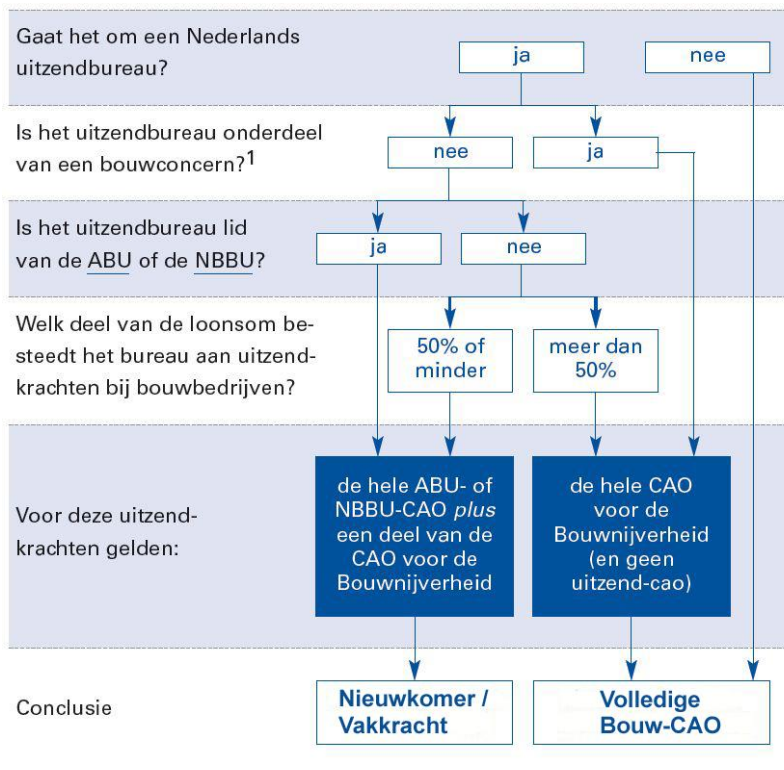 Gaat het om een Nederlands
uitzendbureau?
ja
nee
Is het uitzendbureau onderdeel
van een bouwconcern?1
nee
ja
Is het uitzendbureau lid
van de ABU of de NBBU?
ja
nee
Welk deel van de loonsom be-
steedt het bureau aan uitzend-
krachten bij bouwbedrijven?
50% of
minder
meer dan
50%
Voor deze uitzend-
krachten gelden:
de hele ABU- of
NBBU-CAO plus
een deel van de
CAO voor de
Bouwnijverheid
de hele CAO
voor de
Bouwnijverheid
(en geen
uitzend-cao)
Conclusie
Nieuwkomer /
Vakkracht
Volledige
Bouw-CAO